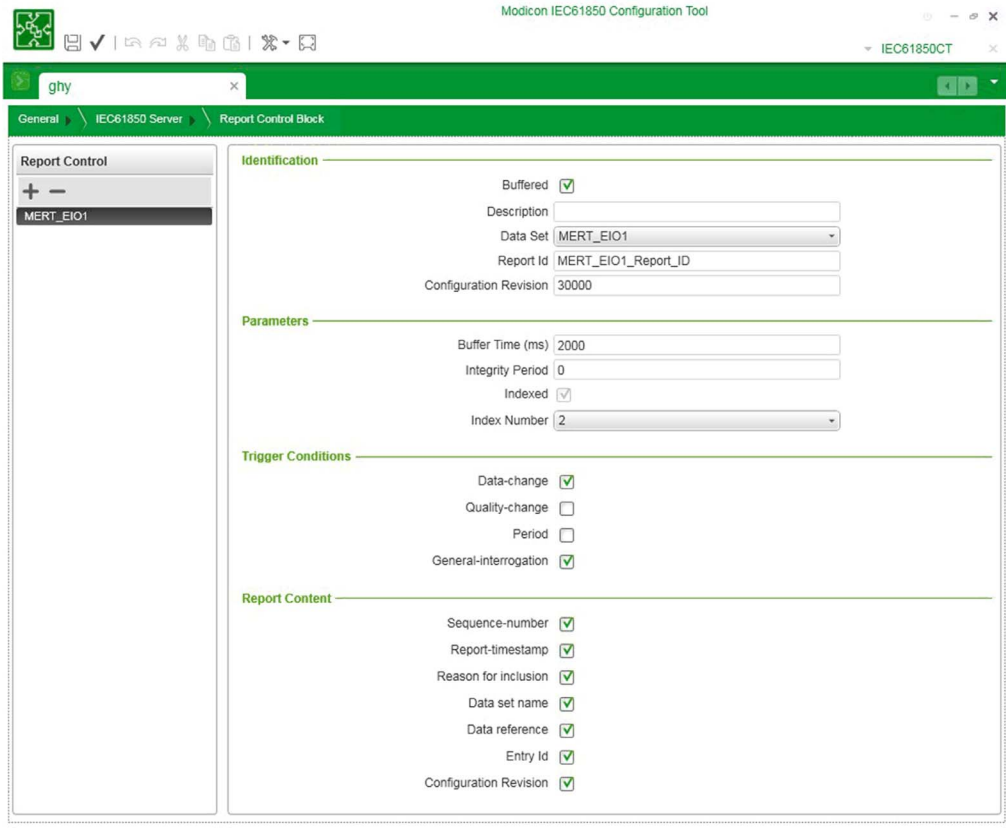 Modicon IEC61850 Configuration Tool
IEC61850CT
ghy
General
IEC61850 Server
Report Control Block
Report Control
MERT_EIO1
Identification
Buffered
Description
Data Set MERT_EIO1
Report Id MERT_EIO1_Report_ID
Configuration Revision 30000
Parameters
Buffer Time (ms) 2000
Integrity Period 0
Indexed
Index Number 2
Trigger Conditions
Data-change
Quality-change
Period
General-interrogation
Report Content
Sequence-number
Report-timestamp
Reason for inclusion
Data set name
Data reference
Entry Id
Configuration Revision